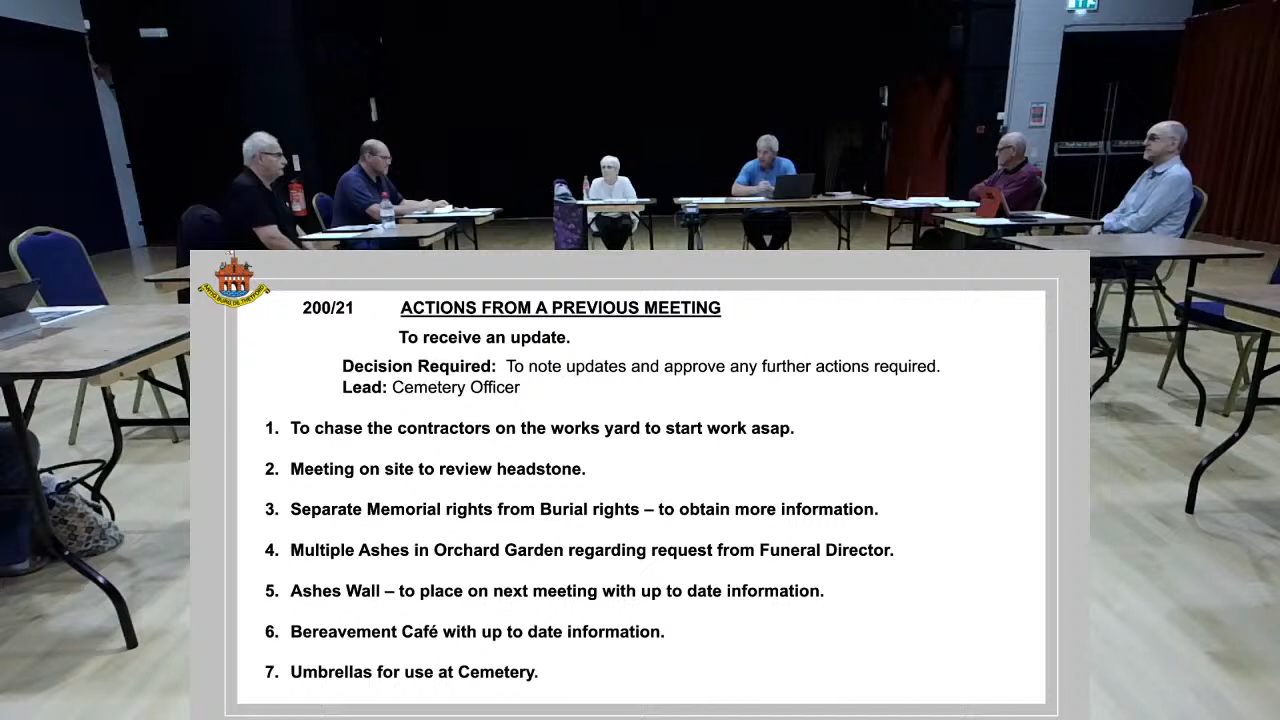 ANTIQ BURG DE THETFORD
200/21 ACTIONS FROM A PREVIOUS MEETING
To receive an update.
Decision Required: To note updates and approve any further actions required.
Lead: Cemetery Officer
1. To chase the contractors on the works yard to start work asap.
2. Meeting on site to review headstone.
3. Separate Memorial rights from Burial rights – to obtain more information.
4. Multiple Ashes in Orchard Garden regarding request from Funeral Director.
5. Ashes Wall – to place on next meeting with up to date information.
6. Bereavement Café with up to date information.
7. Umbrellas for use at Cemetery.